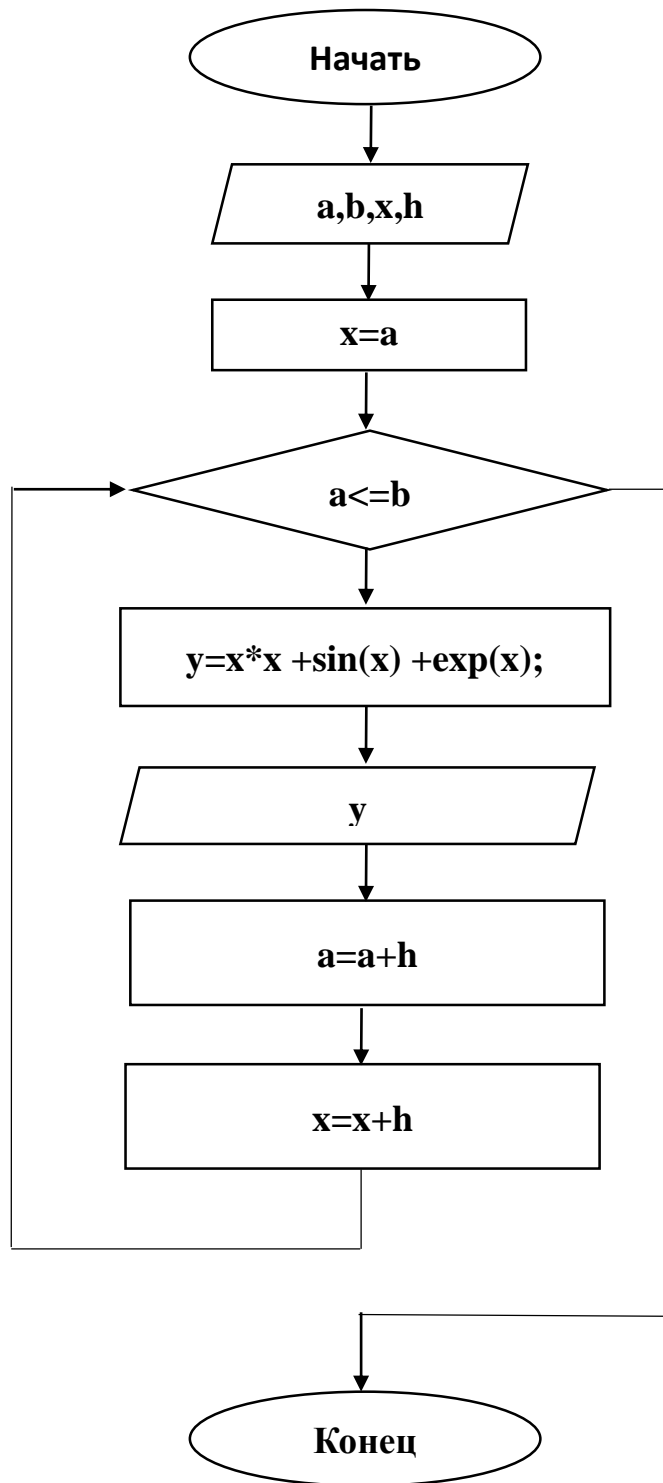 Начать
a,b,x,h
x=a
a<=b
y=x*x +sin(x) +exp(x);
y
a=a+h
x=x+h
Конец